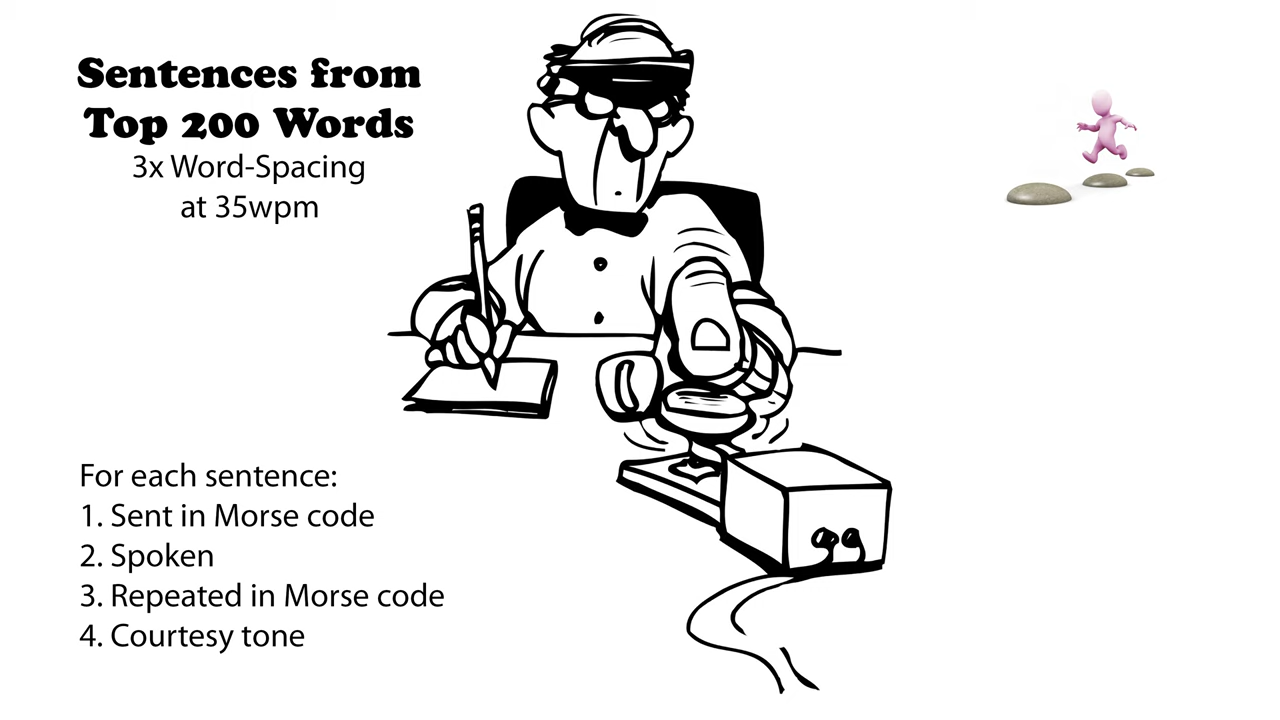 Sentences from
Top 200 Words
3x Word-Spacing
at 35wpm
For each sentence:
1. Sent in Morse code
2. Spoken
3. Repeated in Morse code
4. Courtesy tone